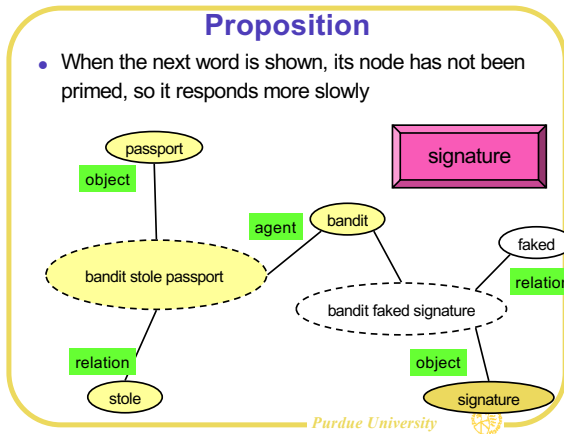 Proposition
• When the next word is shown, its node has not been
primed, so it responds more slowly
passport
object
signature
agent
bandit
faked
bandit stole passport
relation
bandit faked signature
relation
object
stole
signature
Purdue University